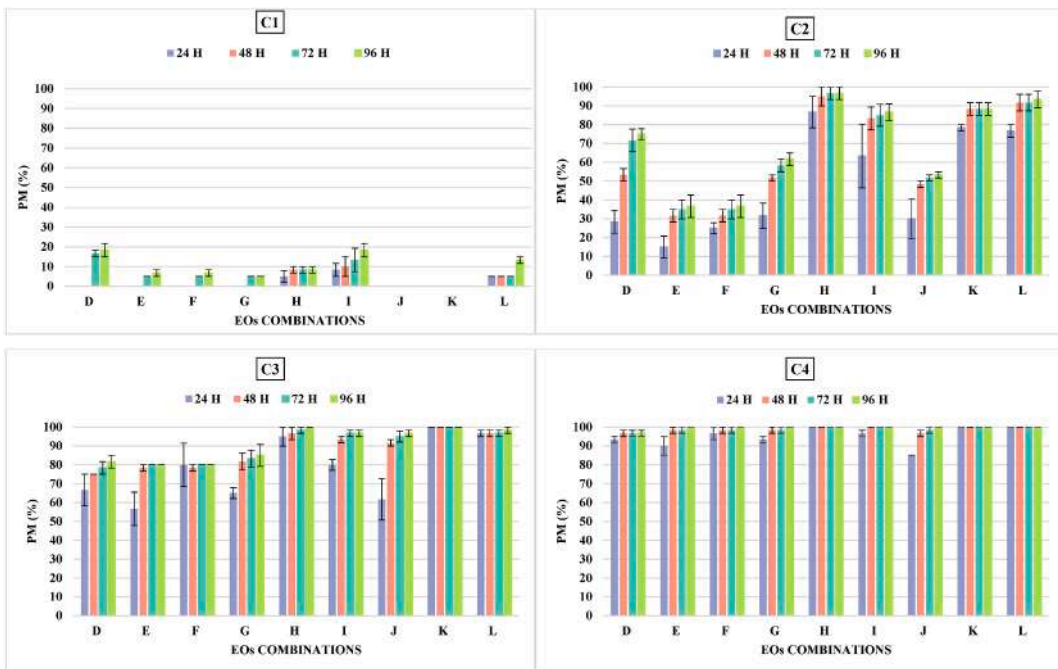 C1
24 H 48 H 72 H 96 H
PM (%)
100
90
80
70
60
50
40
30
20
10
0
D E F G H I J K L
EOs COMBINATIONS
C2
24 H 48 H 72 H 96 H
PM (%)
100
90
80
70
60
50
40
30
20
10
0
D E F G H I J K L
EOs COMBINATIONS
C3
24 H 48 H 72 H 96 H
PM (%)
100
90
80
70
60
50
40
30
20
10
0
D E F G H I J K L
EOs COMBINATIONS
C4
24 H 48 H 72 H 96 H
PM (%)
100
90
80
70
60
50
40
30
20
10
0
D E F G H I J K L
EOs COMBINATIONS